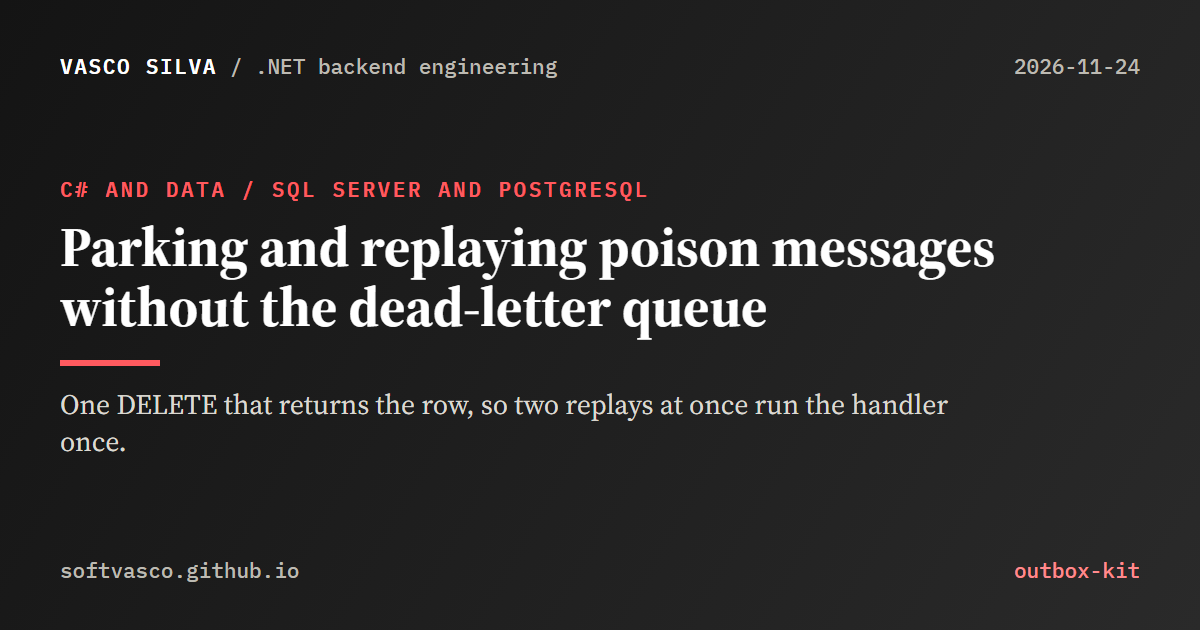 VASCO SILVA / .NET backend engineering
2026-11-24
C# AND DATA / SQL SERVER AND POSTGRESQL
Parking and replaying poison messages
without the dead-letter queue
One DELETE that returns the row, so two replays at once run the handler
once.
softvasco.github.io
outbox-kit